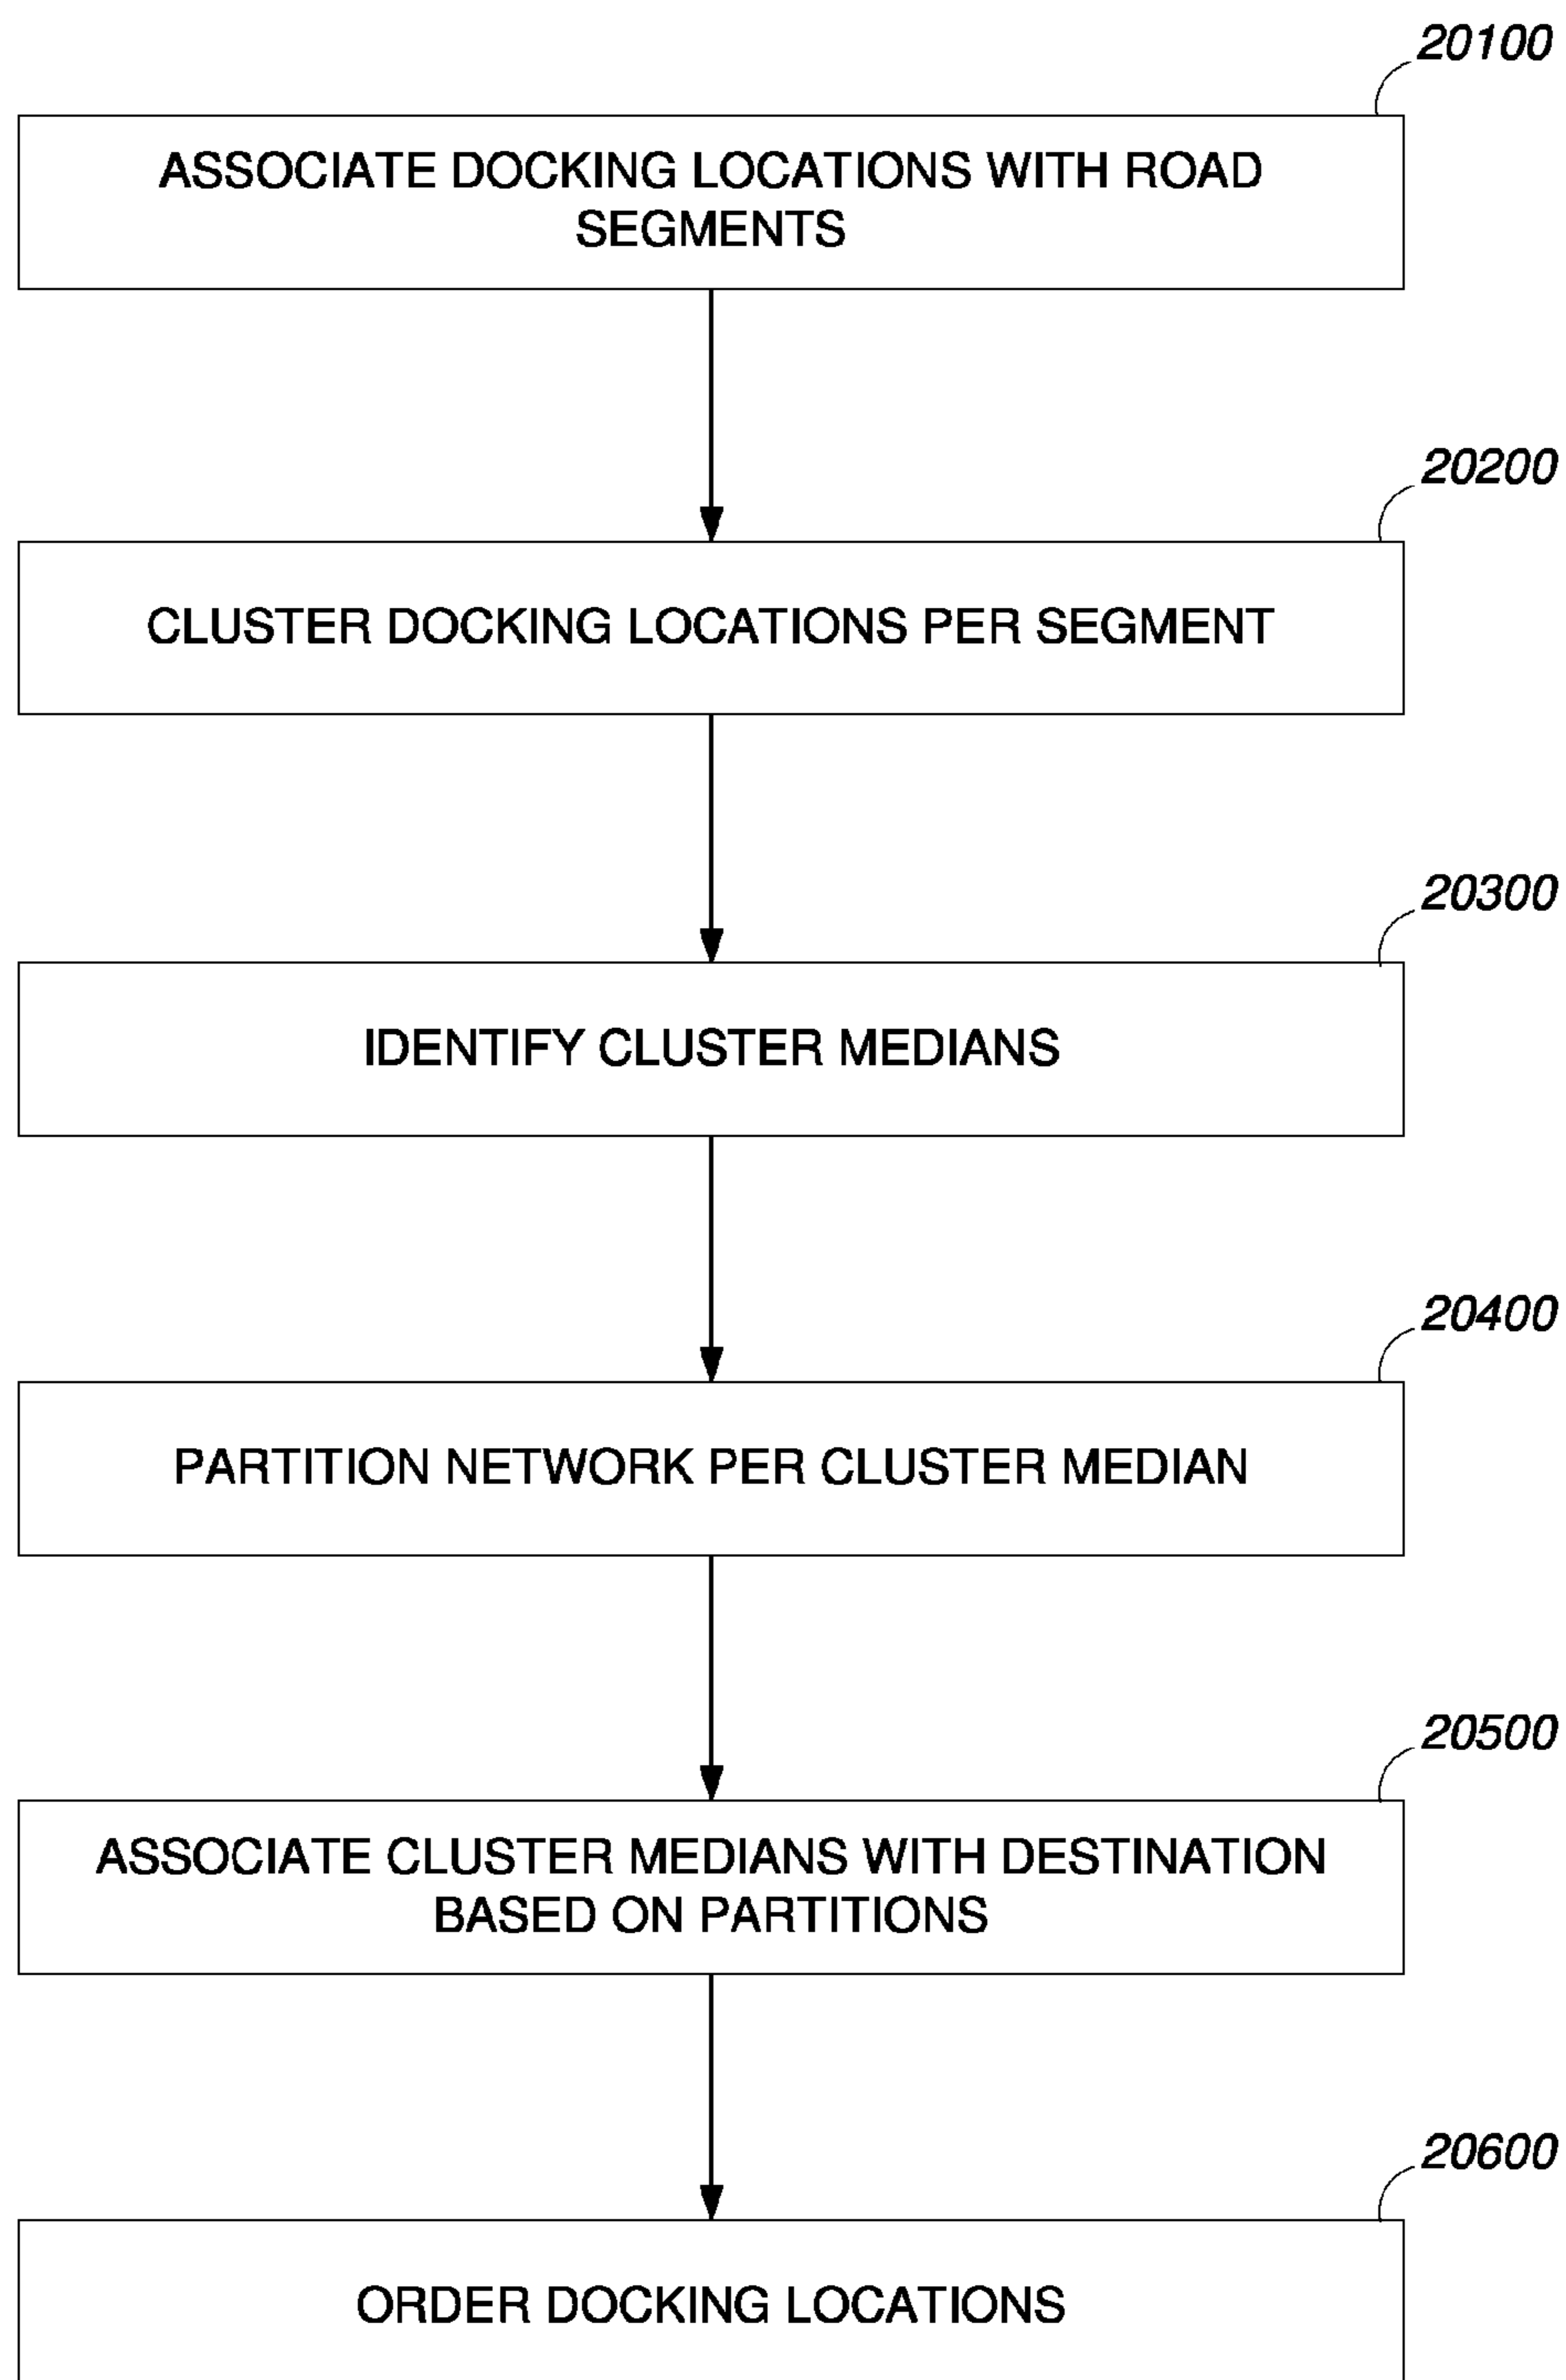 20100
ASSOCIATE DOCKING LOCATIONS WITH ROAD
SEGMENTS
20200
CLUSTER DOCKING LOCATIONS PER SEGMENT
20300
IDENTIFY CLUSTER MEDIANS
20400
PARTITION NETWORK PER CLUSTER MEDIAN
20500
ASSOCIATE CLUSTER MEDIANS WITH DESTINATION
BASED ON PARTITIONS
20600
ORDER DOCKING LOCATIONS